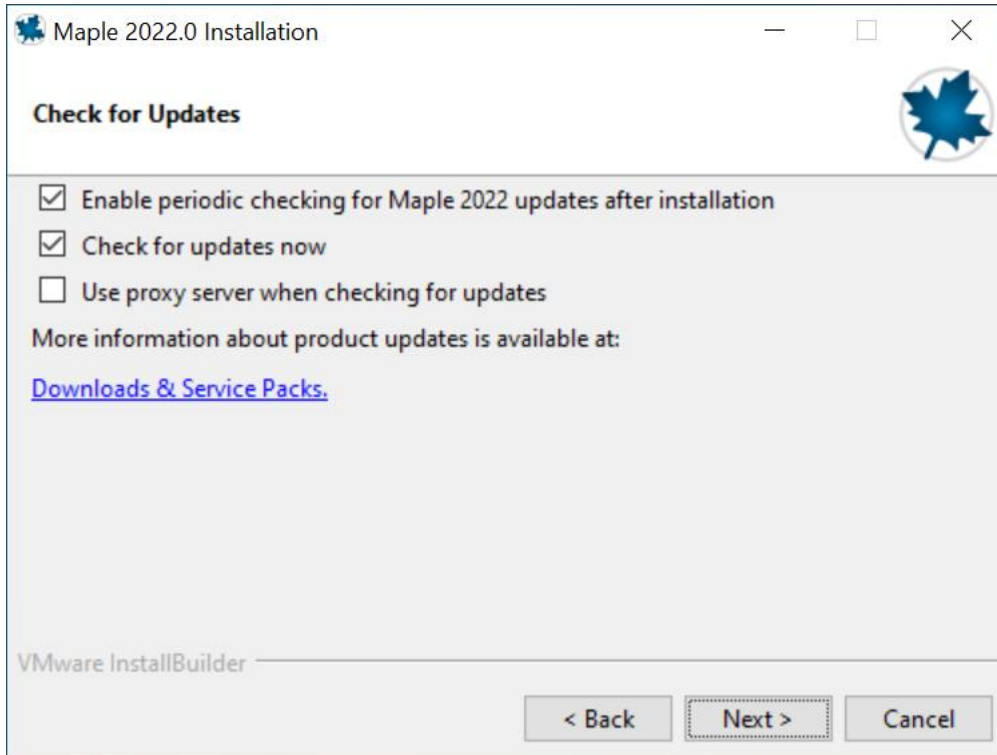 Maple 2022.0 Installation
Check for Updates
Enable periodic checking for Maple 2022 updates after installation
Check for updates now
Use proxy server when checking for updates
More information about product updates is available at:
Downloads & Service Packs.
VMware InstallBuilder
< Back
Next >
Cancel